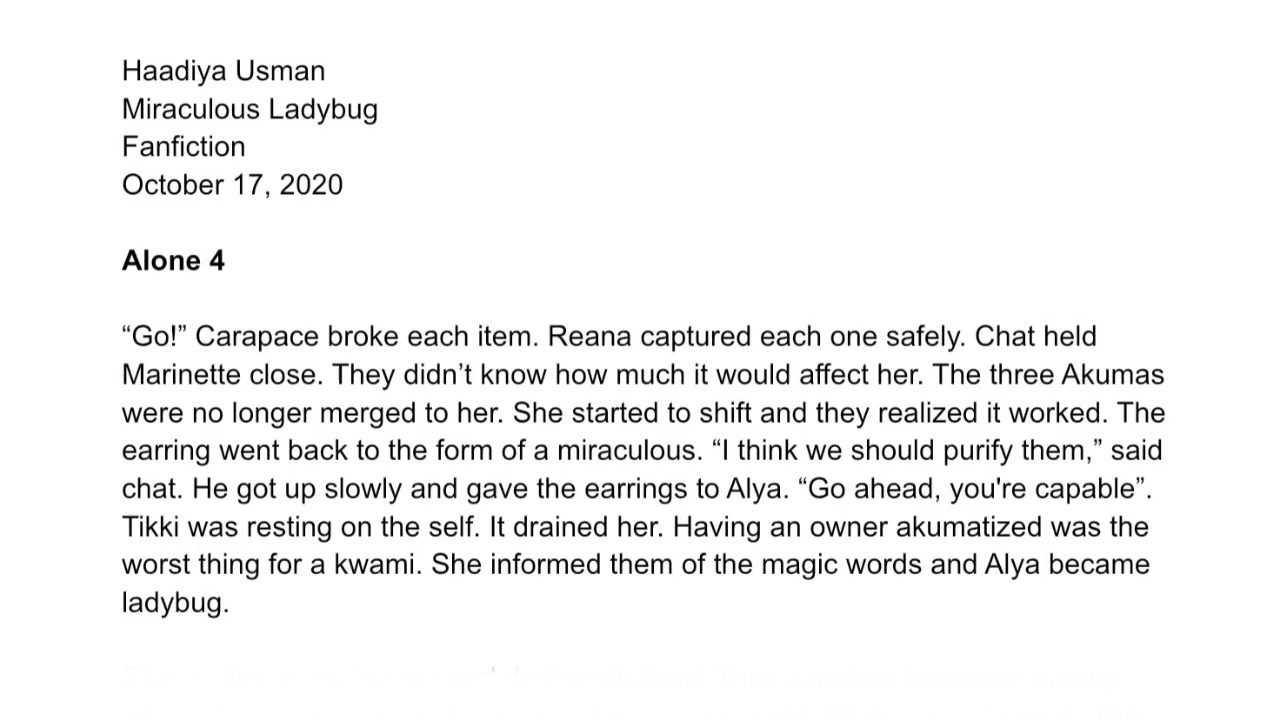 Haadiya Usman
Miraculous Ladybug
Fanfiction
October 17, 2020
Alone 4
“Go!” Carapace broke each item. Reana captured each one safely. Chat held
Marinette close. They didn’t know how much it would affect her. The three Akumas
were no longer merged to her. She started to shift and they realized it worked. The
earring went back to the form of a miraculous. “I think we should purify them,” said
chat. He got up slowly and gave the earrings to Alya. “Go ahead, you're capable”.
Tikki was resting on the self. It drained her. Having an owner akumatized was the
worst thing for a kwami. She informed them of the magic words and Alya became
ladybug.